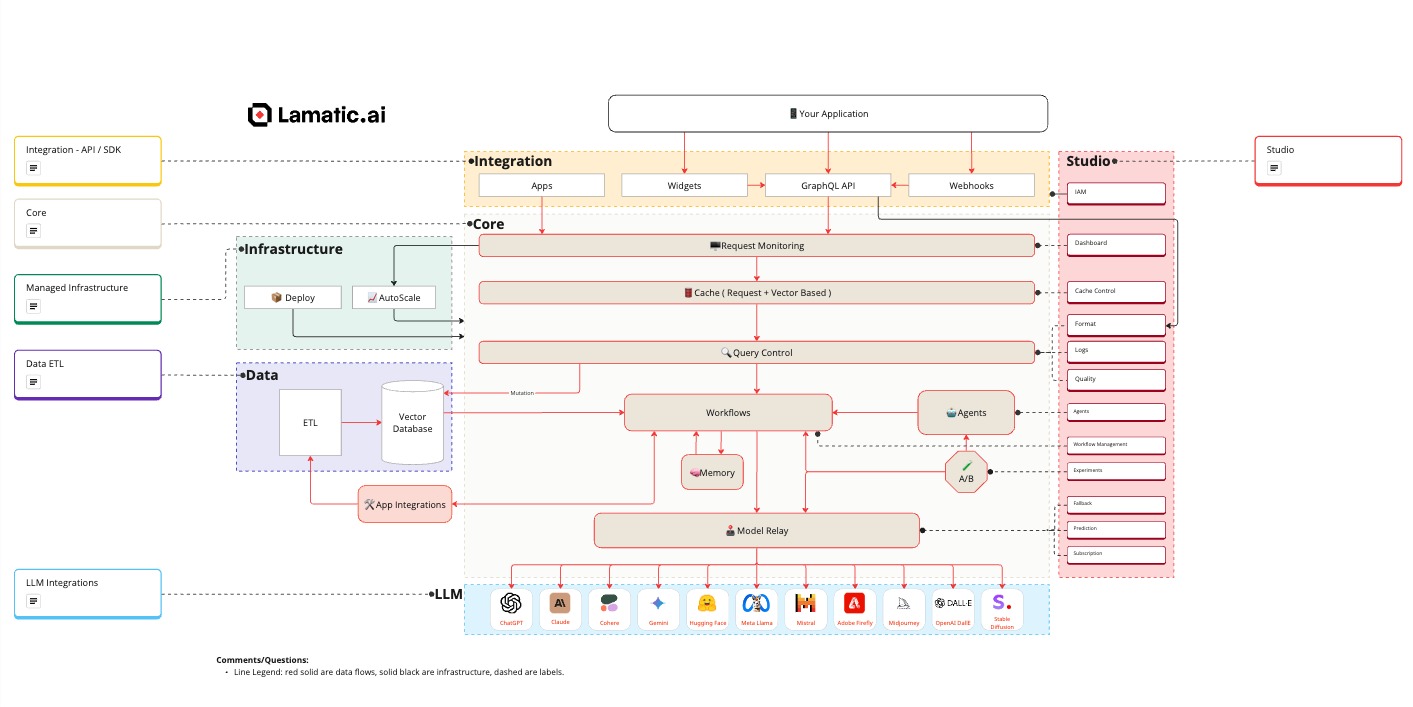 Lamatic.ai
Your Application
Integration - API / SDK
Core
Managed Infrastructure
Data ETL
LLM Integrations
Integration
Apps
Widgets
GraphQL API
Webhooks
Core
Request Monitoring
Cache ( Request + Vector Based )
Query Control
Mutation
Workflows
Agents
Memory
A/B
Model Relay
Infrastructure
Deploy
AutoScale
Data
ETL
Vector
Database
App Integrations
LLM
ChatGPT
Claude
Cohere
Gemini
Hugging Face
Meta Llama
Mistral
Adobe Firefly
Midjourney
DALL·E
OpenAI DallE
S.
Stable
Diffusion
Studio
IAM
Dashboard
Cache Control
Format
Logs
Quality
Agents
Workflow Management
Experiments
Fallback
Prediction
Subscription
Studio
Comments/Questions:
• Line Legend: red solid are data flows, solid black are infrastructure, dashed are labels.